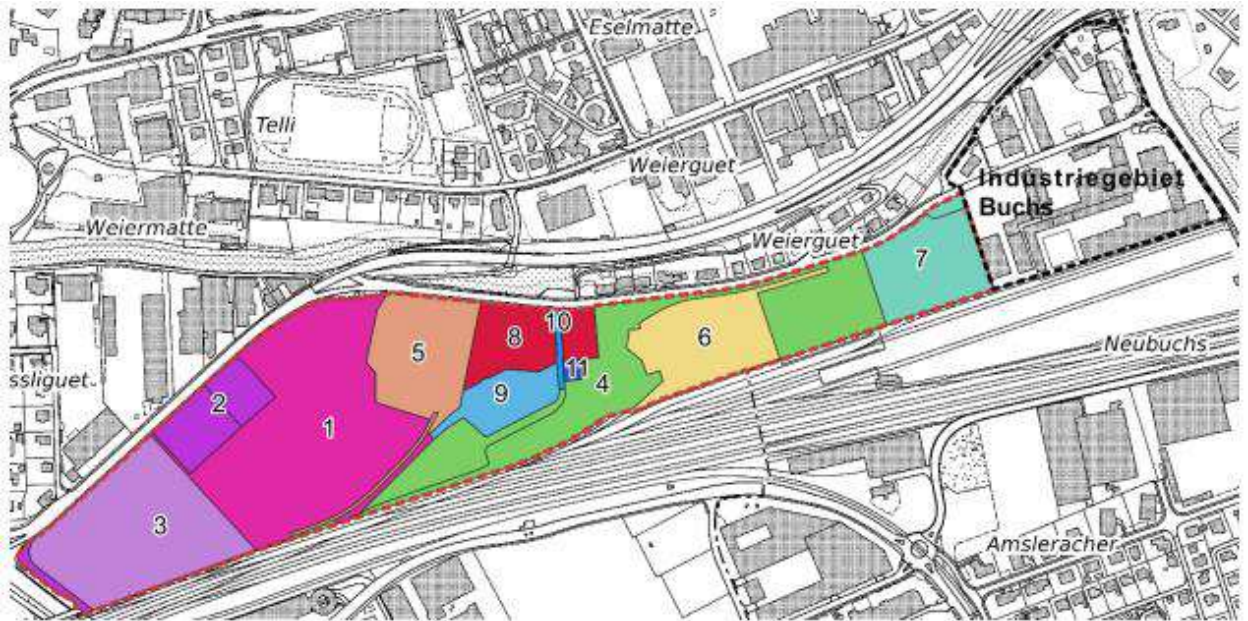 Eselmatte
Telli
Weierguet
Industriegebiet
Buchs
Weiermatte
Weierguet
7
10
8
5
6
11
4
9
Neubuchs
ssliguet
2
1
3
Amsleracher